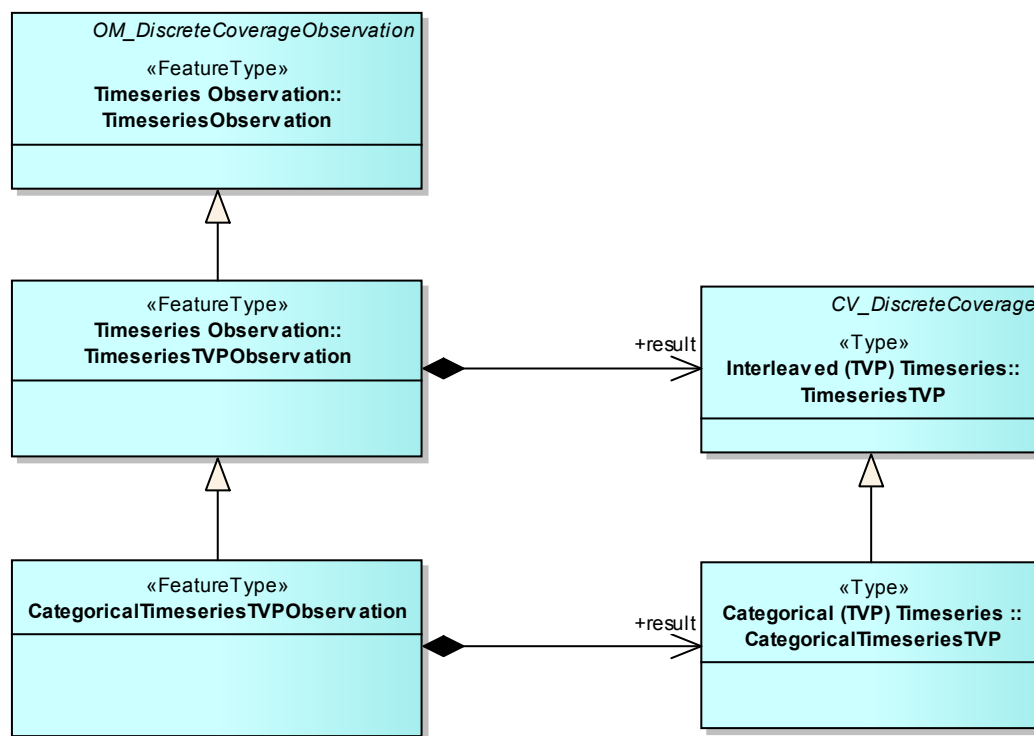 OM_DiscreteCoverageObservation
«FeatureType»
Timeseries Observation::
TimeseriesObservation
«FeatureType»
Timeseries Observation::
TimeseriesTVPObservation
+result
CV_DiscreteCoverage
«Type»
Interleaved (TVP) Timeseries::
TimeseriesTVP
«FeatureType»
CategoricalTimeseriesTVPObservation
+result
«Type»
Categorical (TVP) Timeseries ::
CategoricalTimeseriesTVP